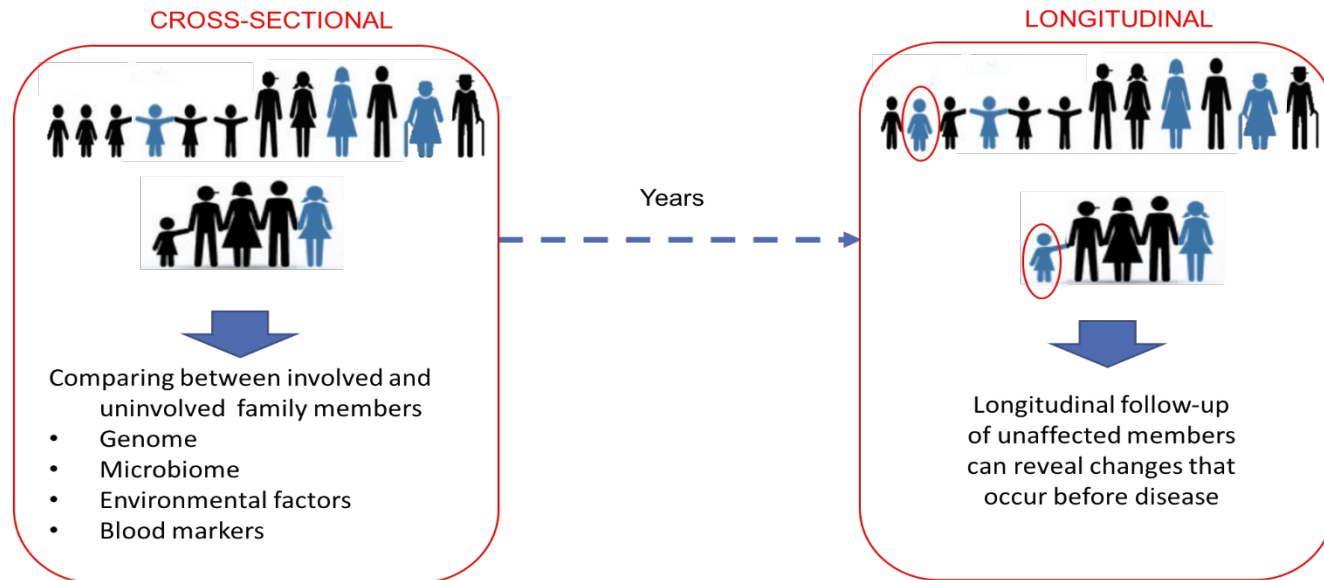 CROSS-SECTIONAL
Comparing between involved and
uninvolved family members
• Genome
• Microbiome
• Environmental factors
• Blood markers
Years
LONGITUDINAL
Longitudinal follow-up
of unaffected members
can reveal changes that
occur before disease